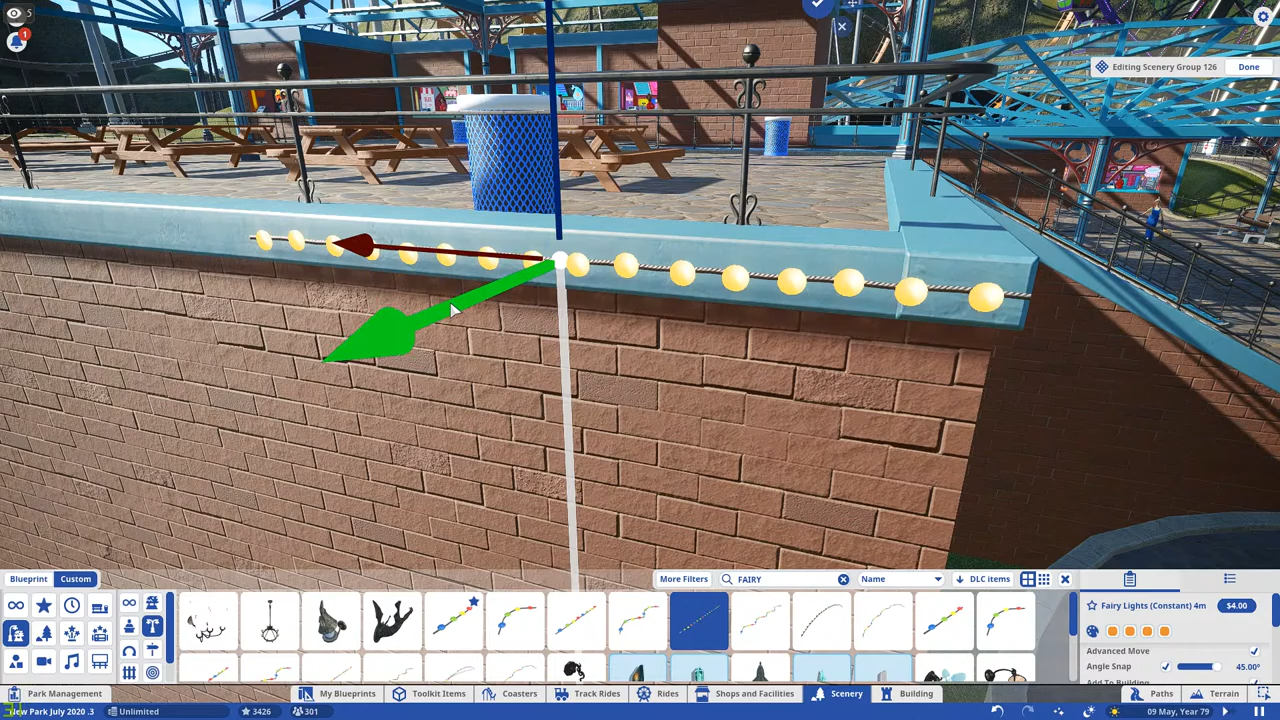 Editing Scenery Group 126
Done
Blueprint
Custom
More Filters
FAIRY
Name
DLC items
Fairy Lights (Constant) 4m
$4.00
Advanced Move
Angle Snap
45.00°
Park Management
My Blueprints
Toolkit Items
Coasters
Track Rides
Rides
Shops and Facilities
Scenery
Building
Paths
Terrain
New Park July 2020 .3
Unlimited
3426
301
09 May, Year 79